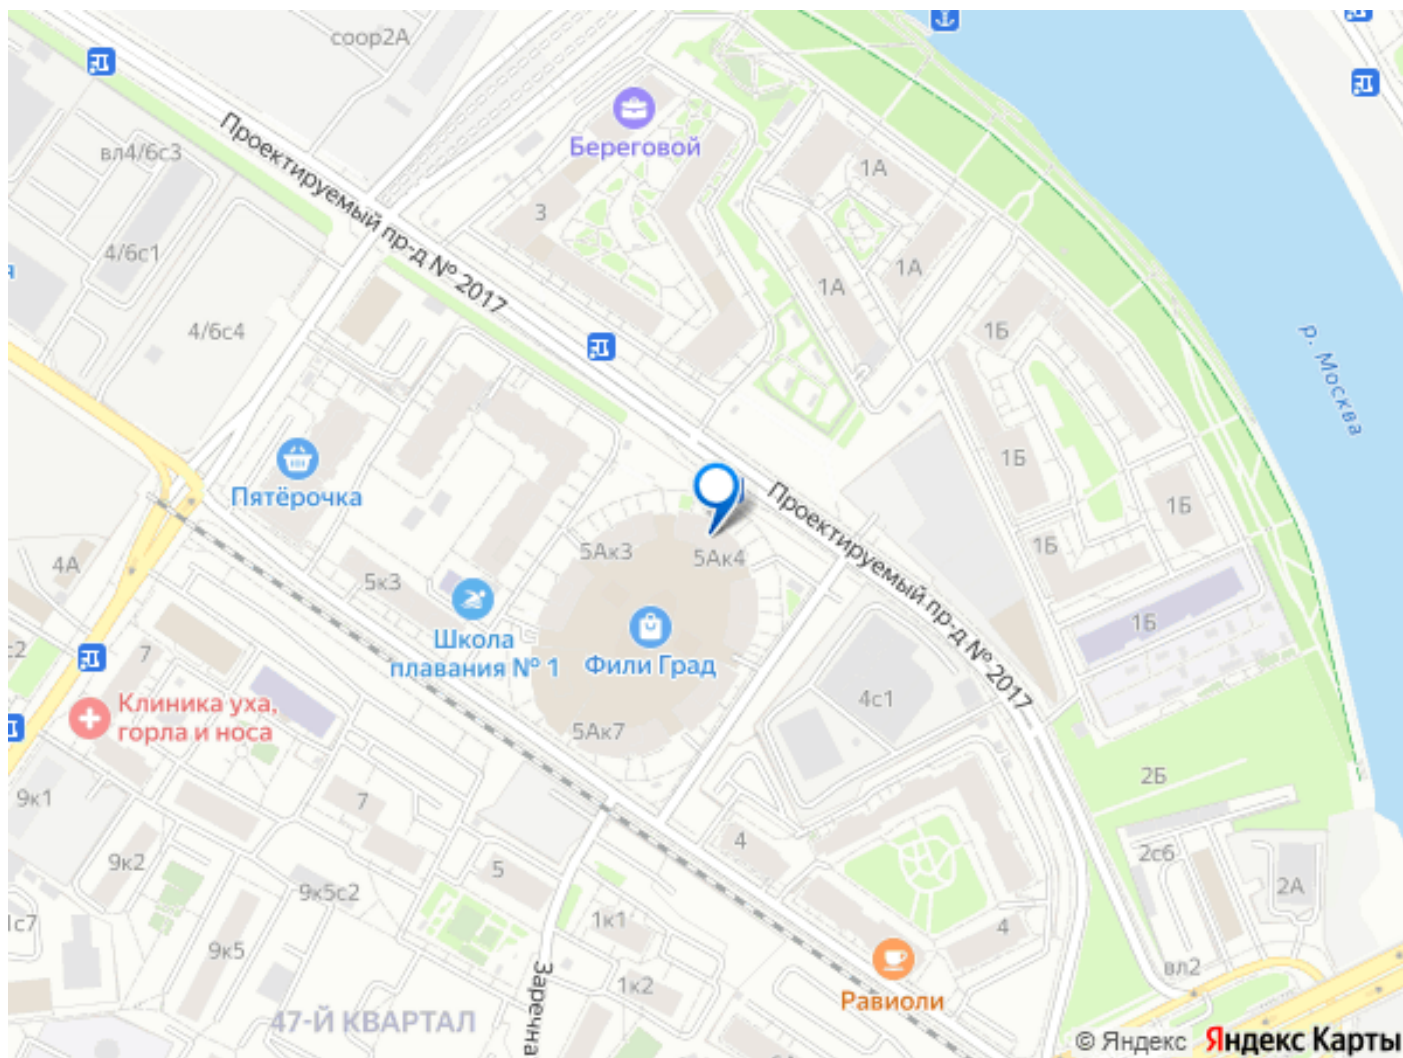 соор2А
Береговой
вл4/6с3
Проектируемый пр-д № 2017
1А
3
4/6с1
1А
1А
4/6с4
1Б
р. Москва
1Б
Пятёрочка
1Б
Проектируемый пр-д № 2017
5Ак3
5Ак4
1Б
4А
5к3
1Б
Школа
плавания № 1
Фили Град
с2
7
4с1
Клиника уха,
горла и носа
5Ак7
2Б
9к1
7
4
2с6
9к2
5
9к5с2
2А
1с7
1к1
4
9к5
вл2
Заречна
1к2
Равиоли
47-Й КВАРТАЛ
© Яндекс Яндекс Карты